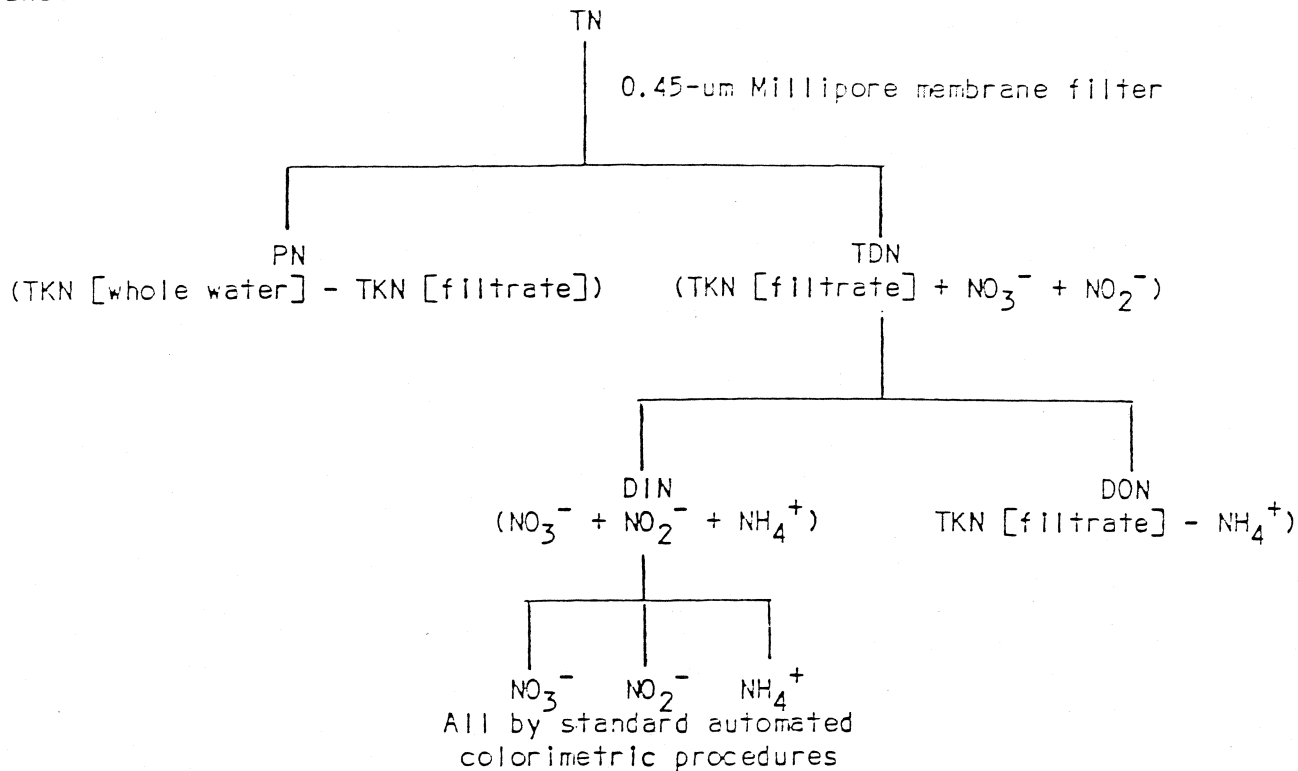 TN
0.45-um Millipore membrane filter
PN
(TKN [whole water] - TKN [filtrate])
TDN
(TKN [filtrate] + NO3⁻ + NO2⁻)
DIN
(NO3⁻ + NO2⁻ + NH4⁺)
DON
TKN [filtrate] - NH4⁺)
NO3⁻ NO2⁻ NH4⁺
All by standard automated
colorimetric procedures